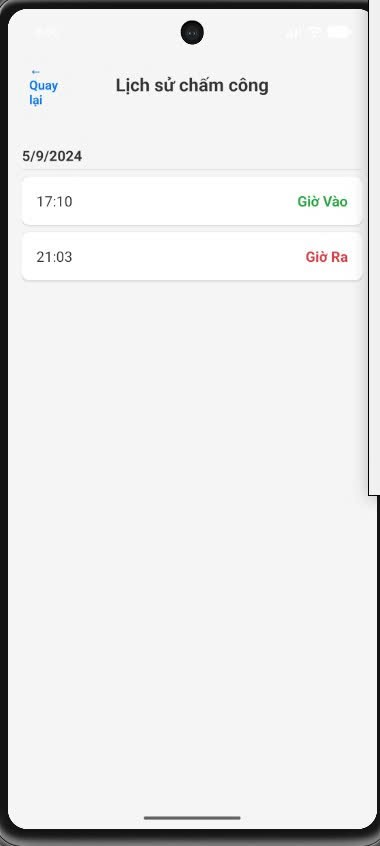 ←
Quay
lại
Lịch sử chấm công
5/9/2024
17:10
Giờ Vào
21:03
Giờ Ra